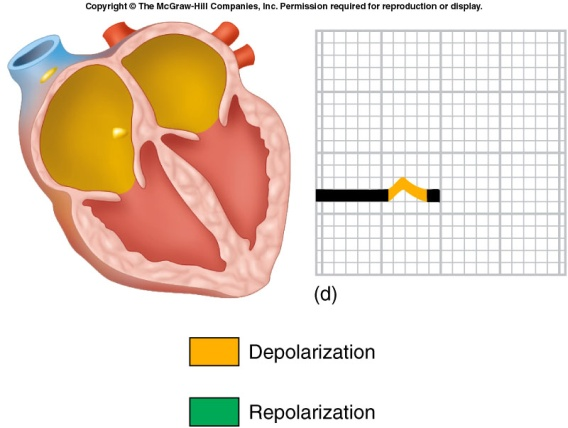 Copyright © The McGraw-Hill Companies, Inc. Permission required for reproduction or display.
(d)
Depolarization
Repolarization